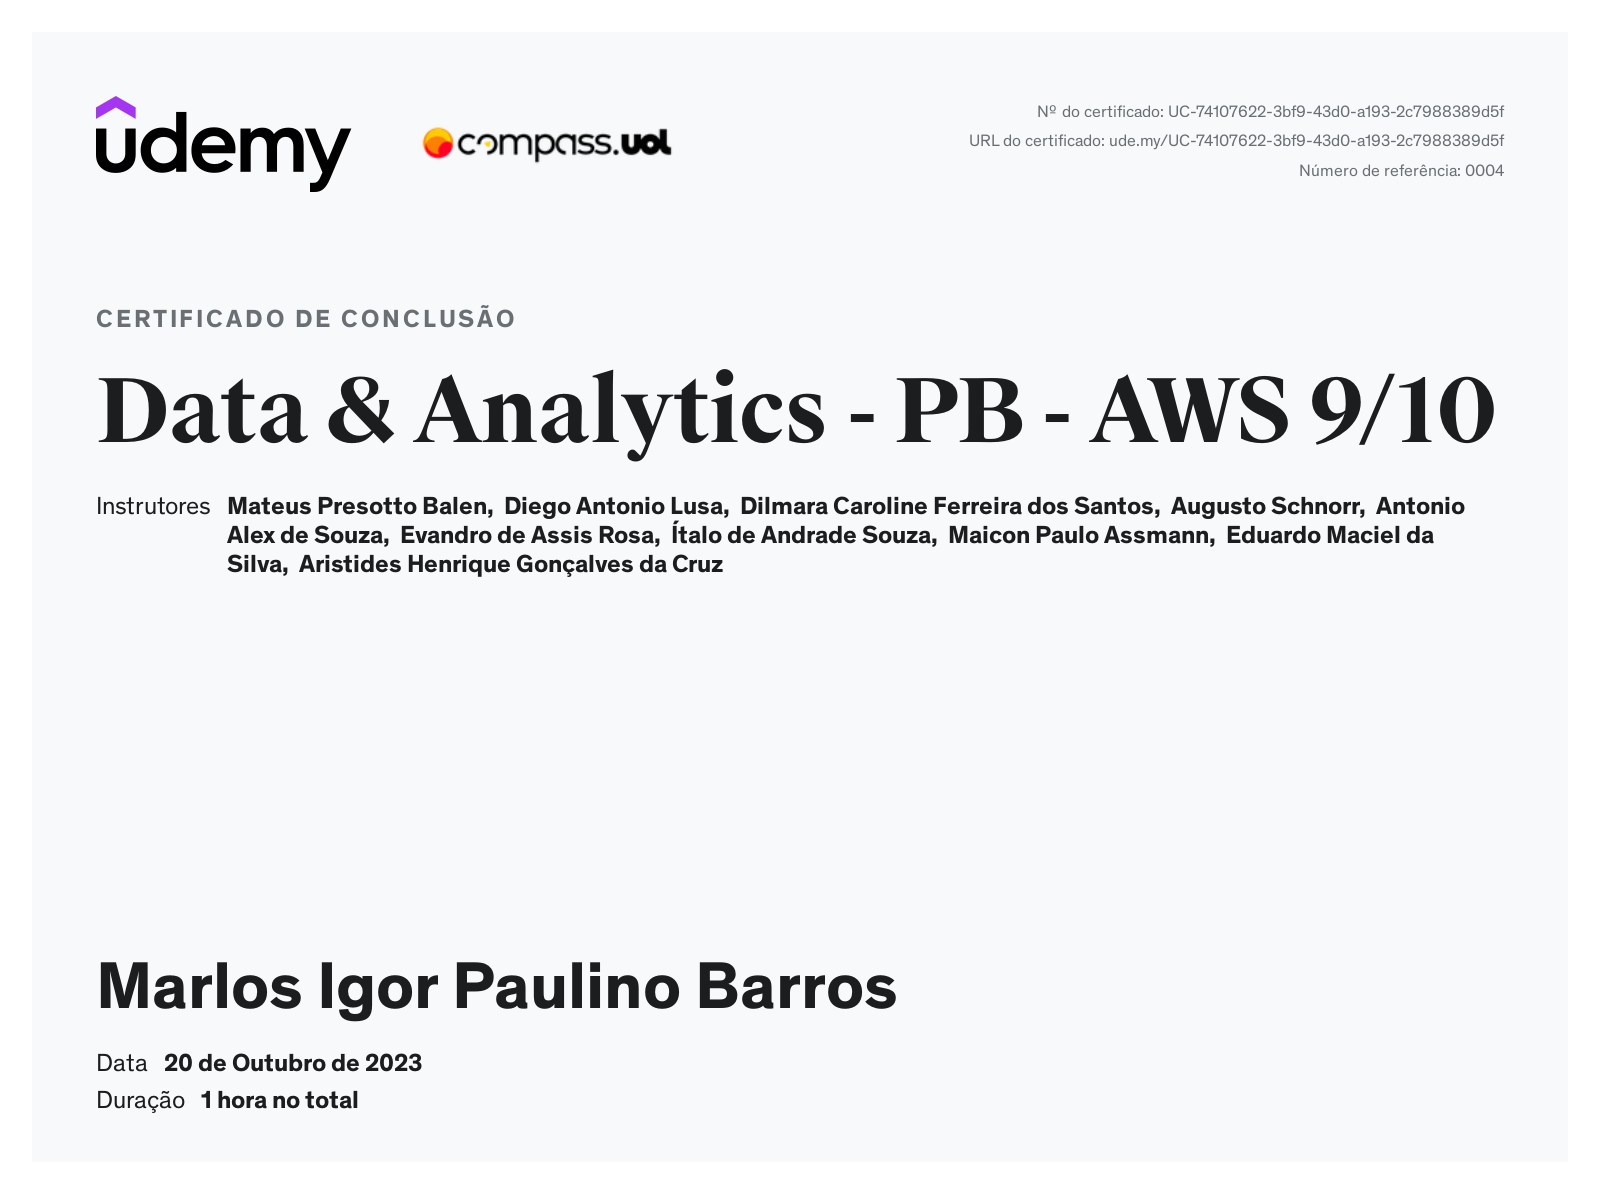 udemy
compass.uol
Nº do certificado: UC-74107622-3bf9-43d0-a193-2c7988389d5f
URL do certificado: ude.my/UC-74107622-3bf9-43d0-a193-2c7988389d5f
Número de referência: 0004
CERTIFICADO DE CONCLUSÃO
Data & Analytics - PB - AWS 9/10
Instrutores Mateus Presotto Balen, Diego Antonio Lusa, Dilmara Caroline Ferreira dos Santos, Augusto Schnorr, Antonio
Alex de Souza, Evandro de Assis Rosa, Ítalo de Andrade Souza, Maicon Paulo Assmann, Eduardo Maciel da
Silva, Aristides Henrique Gonçalves da Cruz
Marlos Igor Paulino Barros
Data 20 de Outubro de 2023
Duração 1 hora no total